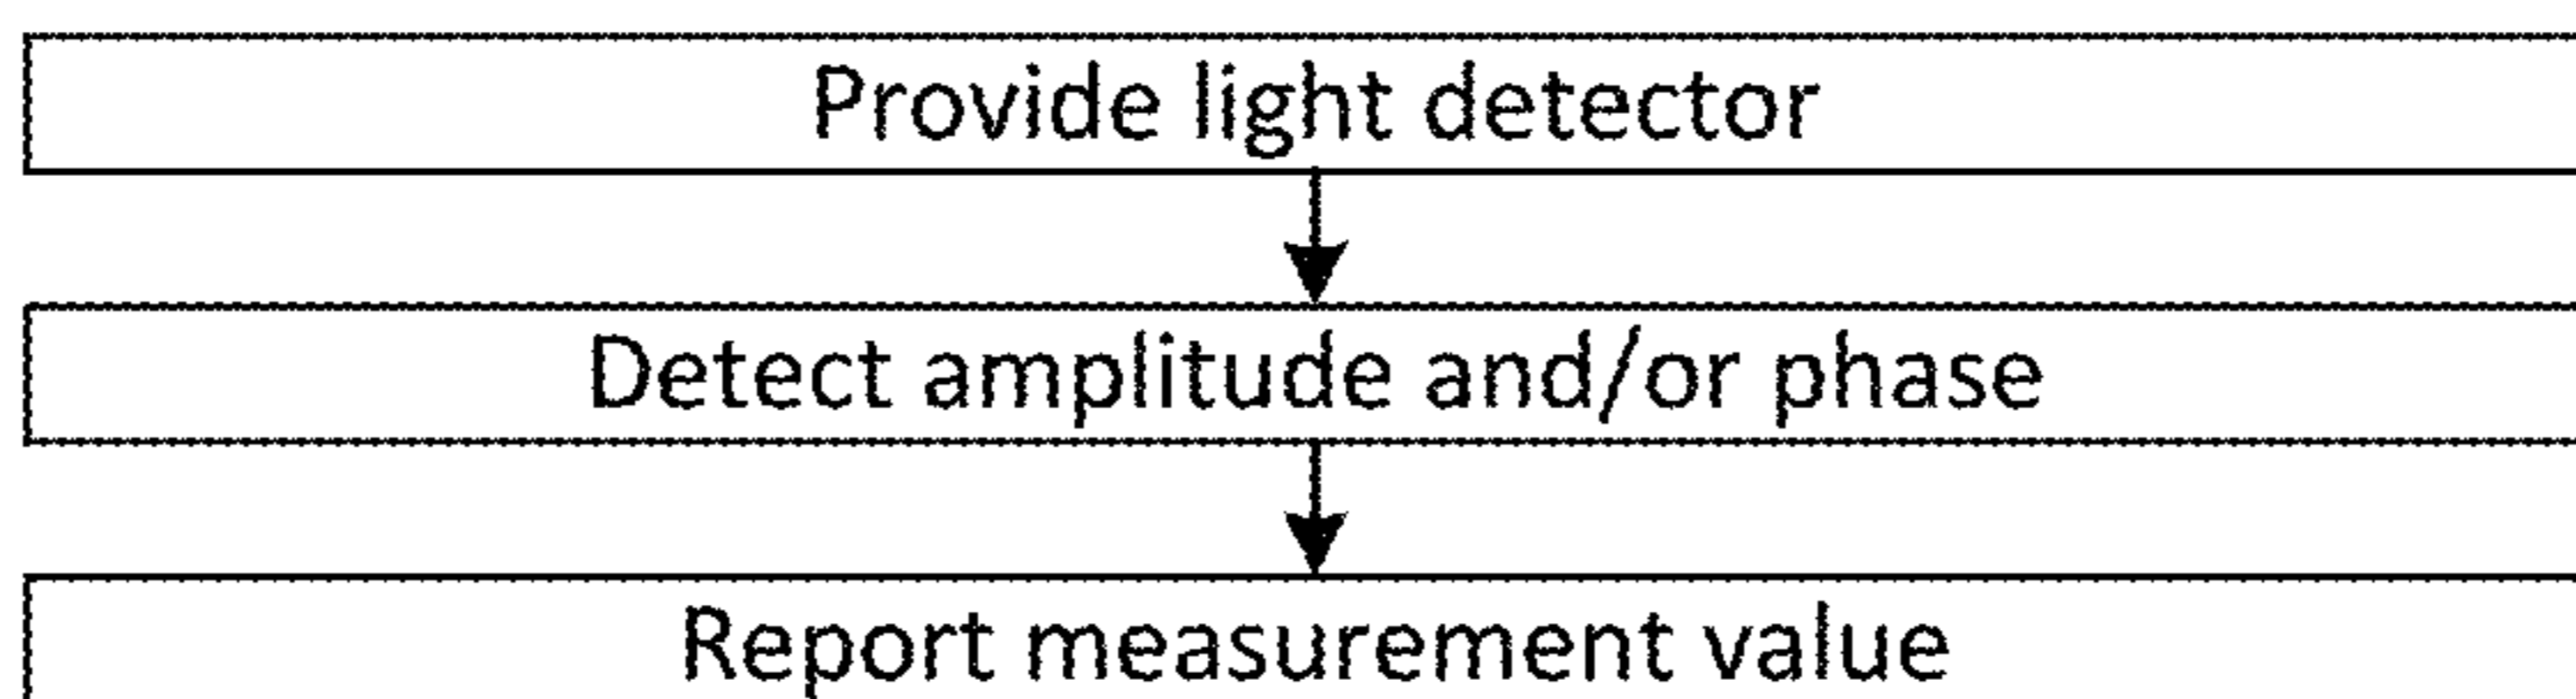 Provide light detector
Detect amplitude and/or phase
Report measurement value